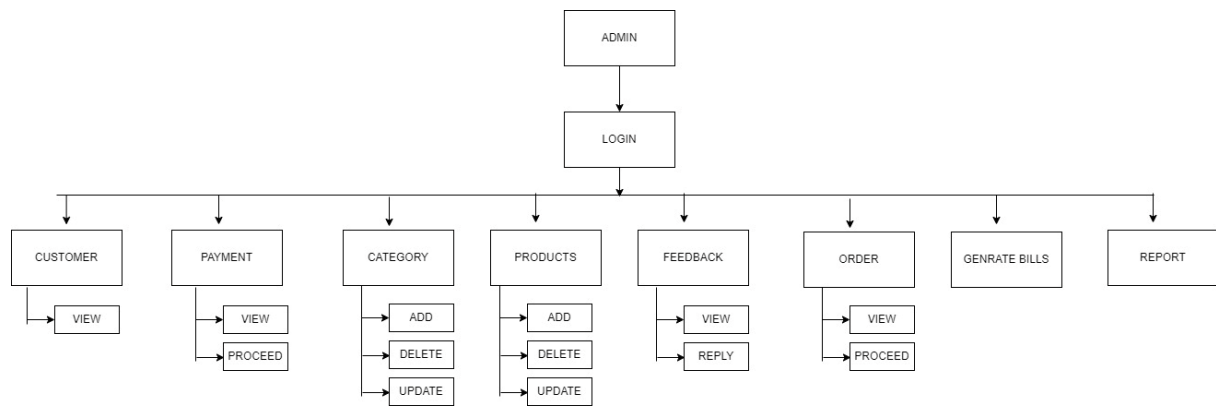 ADMIN
LOGIN
CUSTOMER
PAYMENT
CATEGORY
PRODUCTS
FEEDBACK
ORDER
GENRATE BILLS
REPORT
VIEW
VIEW
ADD
ADD
VIEW
VIEW
PROCEED
DELETE
DELETE
REPLY
PROCEED
UPDATE
UPDATE